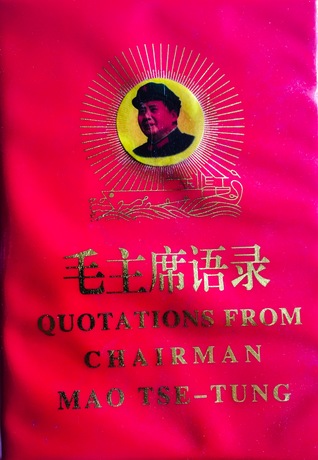 毛主席语录
QUOTATIONS FROM
CHAIRMAN
MAO TSE-TUNG